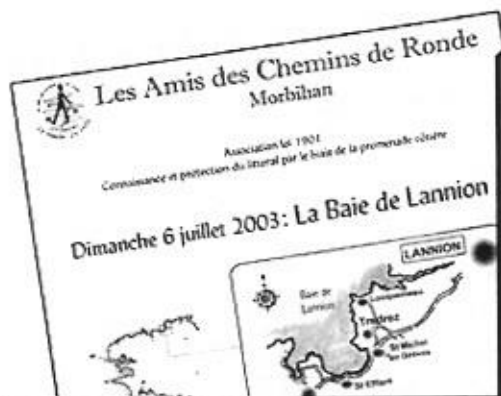 Les Amis des Chemins de Ronde
Morbihan
Association loi 1901
Connaissance et protection du littoral par le biais de la promenade côtière
Dimanche 6 juillet 2003: La Baie de Lannion
LANNION
Baie de
Lannion
Locquémeau
Trédrez
St Michel
en Grèves
St Efflam